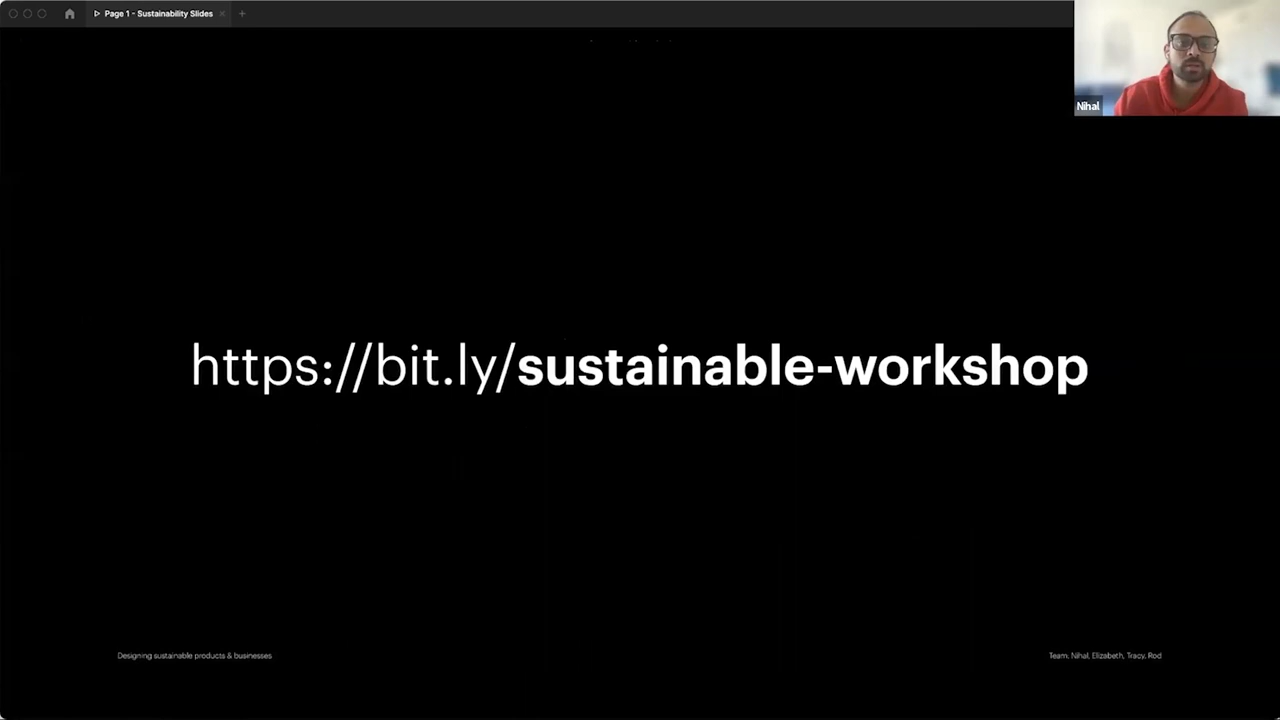 Page 1 - Sustainability Slides
Nihal
https://bit.ly/sustainable-workshop
Designing sustainable products & businesses
Team: Nihal, Elizabeth, Tracy, Rod